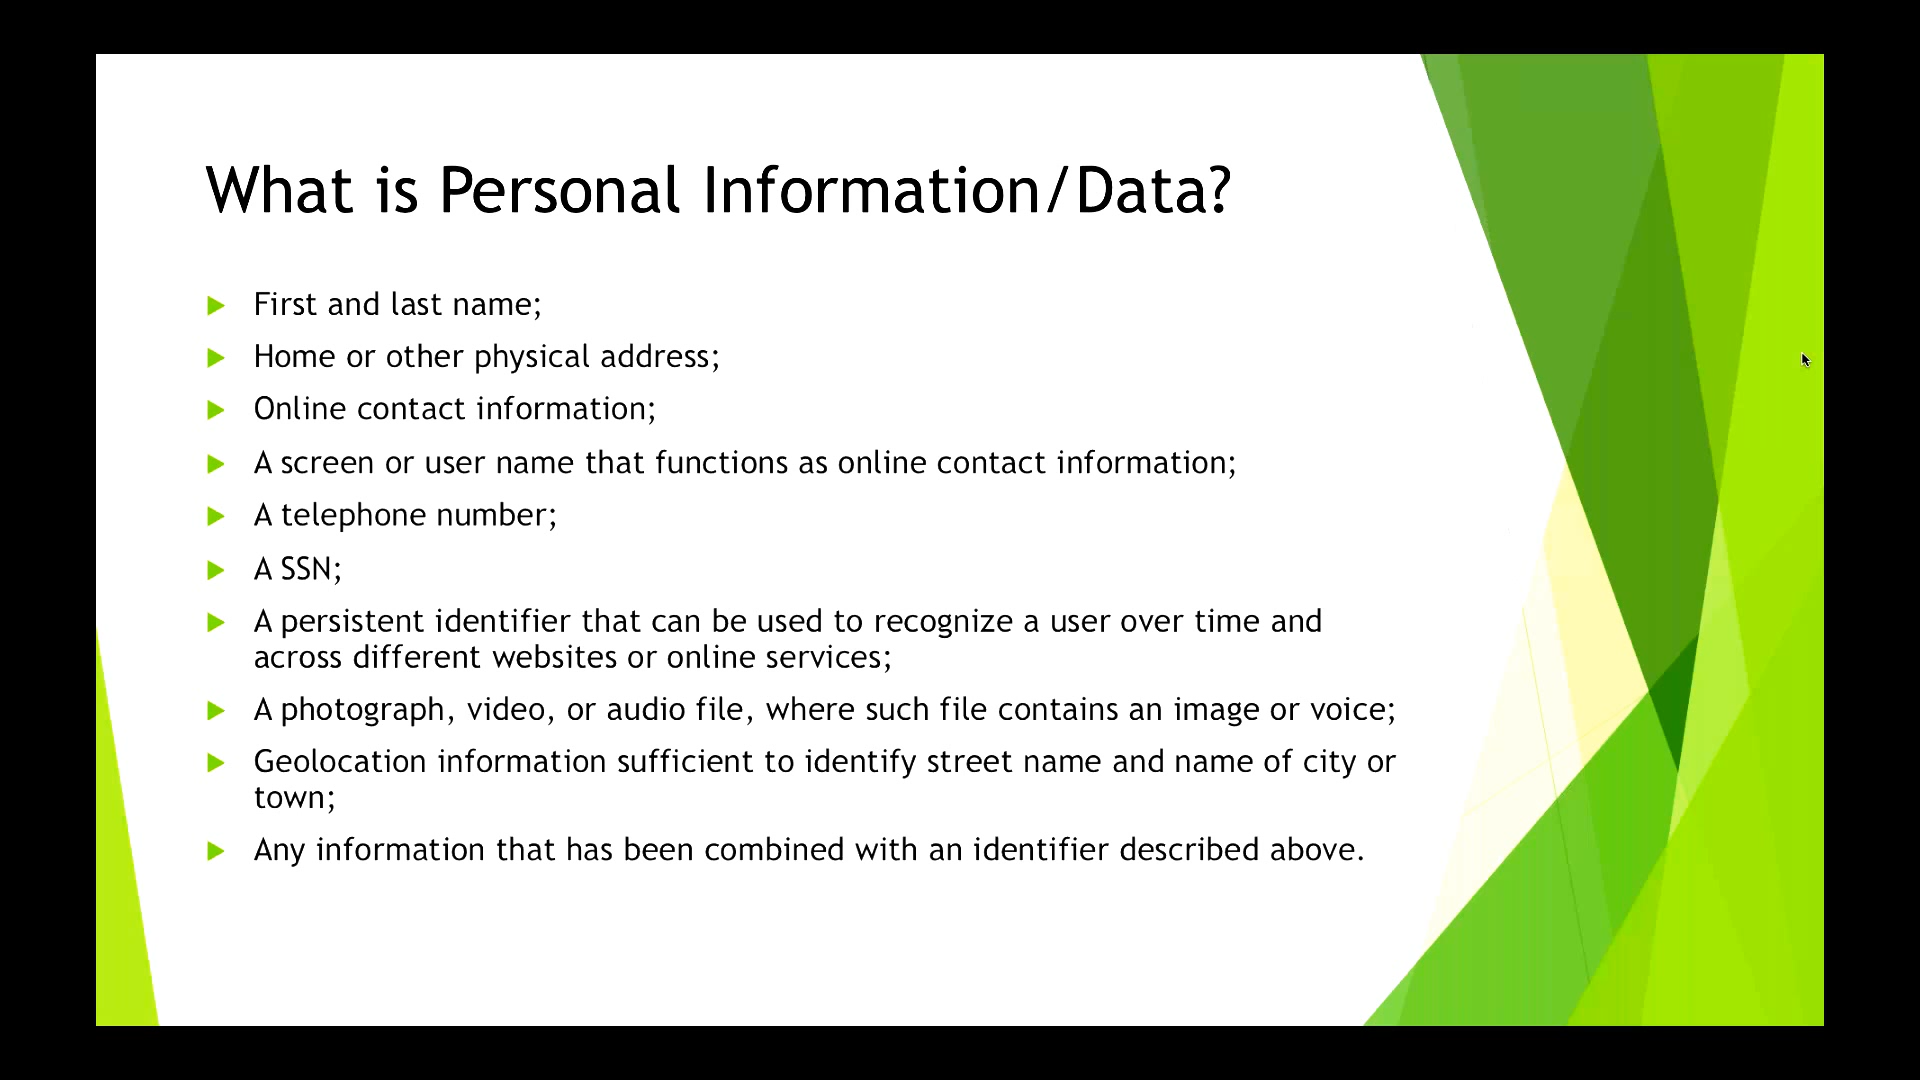 What is Personal Information/Data?
First and last name;
Home or other physical address;
Online contact information;
A screen or user name that functions as online contact information;
A telephone number;
A SSN;
A persistent identifier that can be used to recognize a user over time and
across different websites or online services;
A photograph, video, or audio file, where such file contains an image or voice;
Geolocation information sufficient to identify street name and name of city or
town;
Any information that has been combined with an identifier described above.